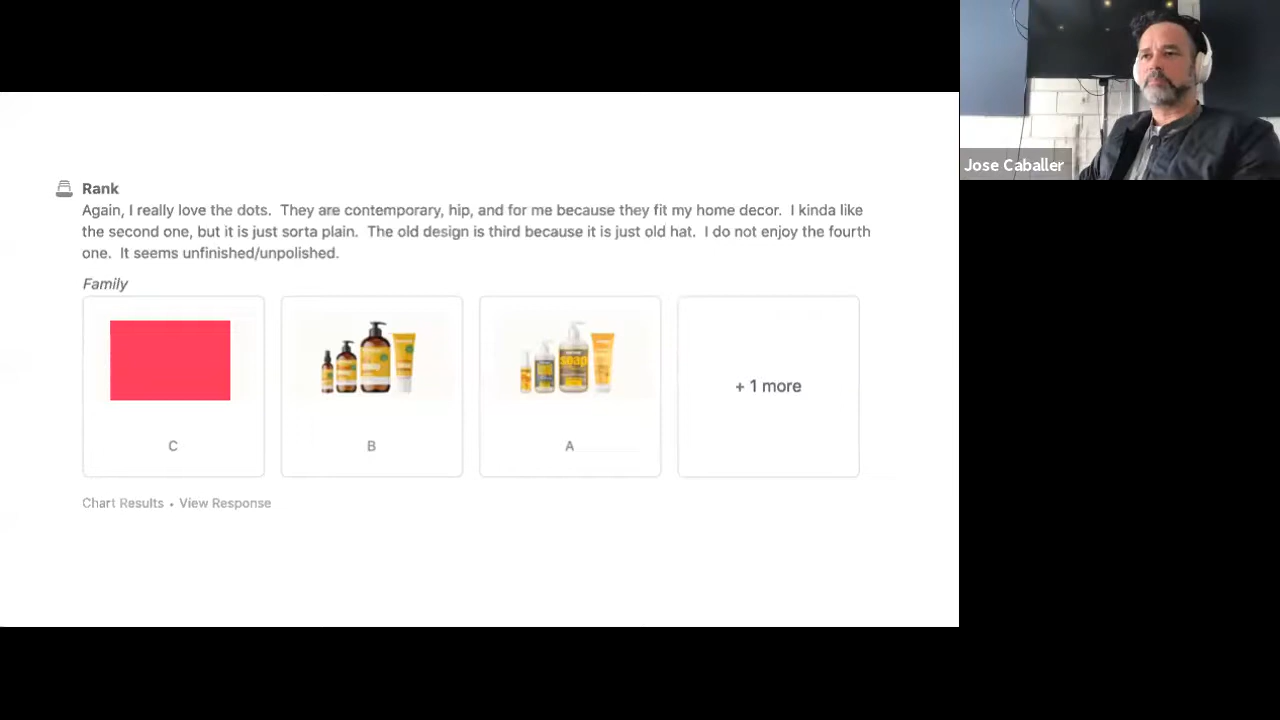 Jose Caballer
Rank
Again, I really love the dots. They are contemporary, hip, and for me because they fit my home decor. I kinda like
the second one, but it is just sorta plain. The old design is third because it is just old hat. I do not enjoy the fourth
one. It seems unfinished/unpolished.
Family
soap
+ 1 more
C
B
A
Chart Results • View Response